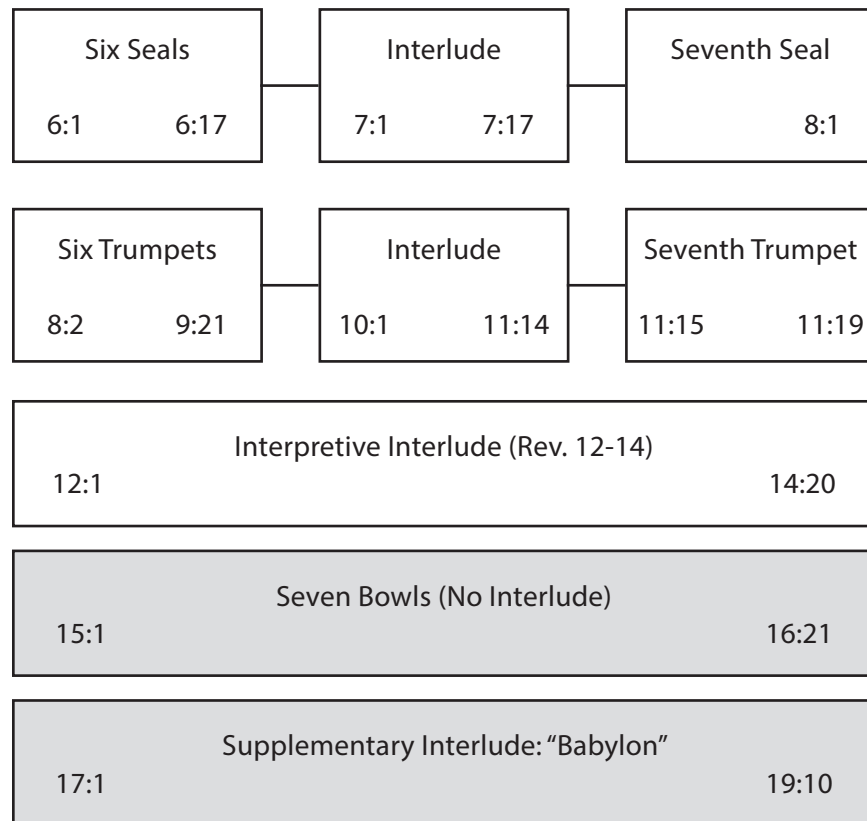 Six Seals Interlude Seventh Seal
6:1 6:17 7:1 7:17 8:1
Six Trumpets Interlude Seventh Trumpet
8:2 9:21 10:1 11:14 11:15 11:19
Interpretive Interlude (Rev. 12-14)
12:1 14:20
Seven Bowls (No Interlude)
15:1 16:21
Supplementary Interlude: “Babylon”
17:1 19:10